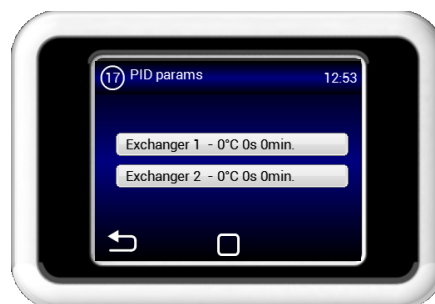 17 PID params 12:53
Exchanger 1 - 0°C 0s 0min.
Exchanger 2 - 0°C 0s 0min.